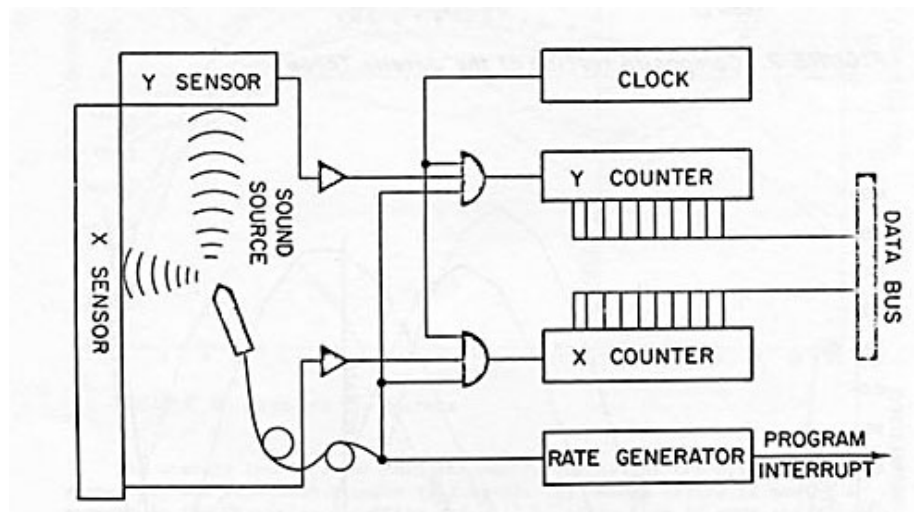 Y SENSOR
CLOCK
Y COUNTER
SOUND
SOURCE
X SENSOR
DATA
BUS
X COUNTER
RATE GENERATOR
PROGRAM
INTERRUPT